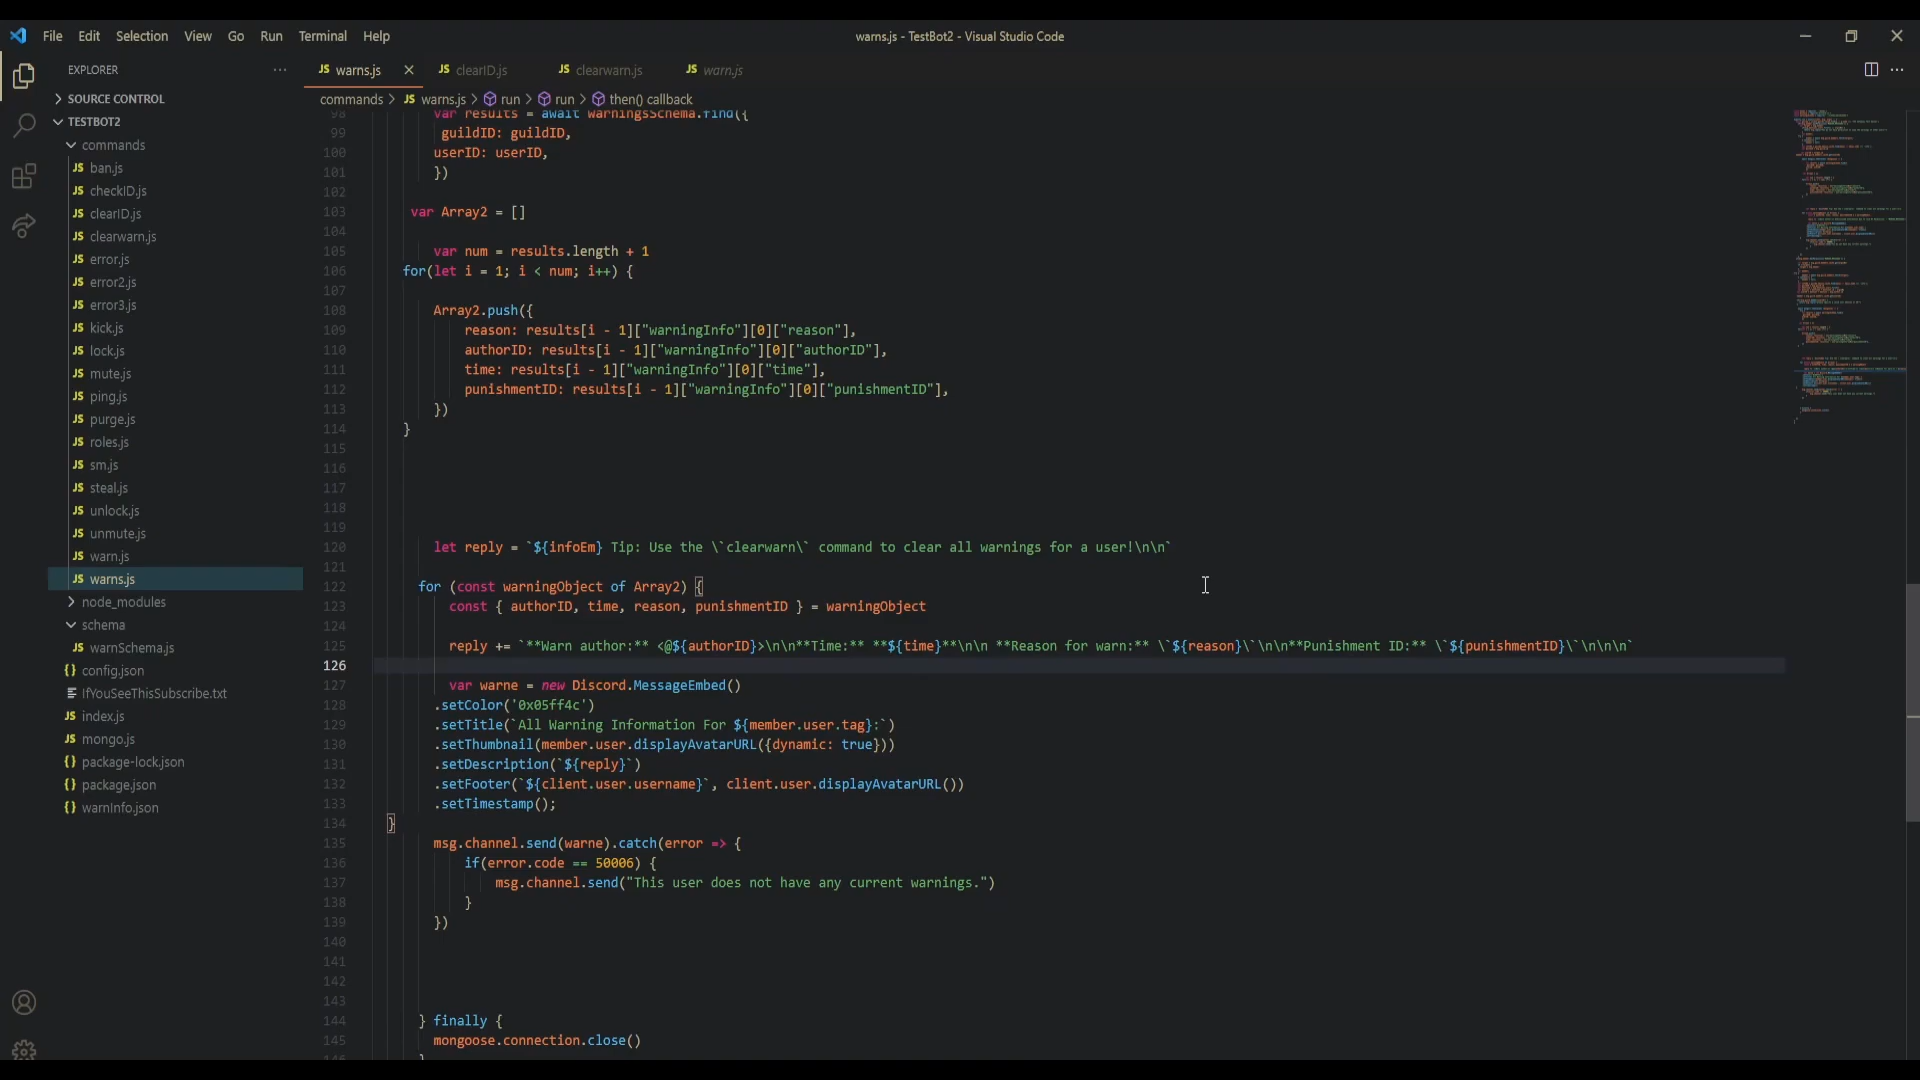 File Edit Selection View Go Run Terminal Help
warns.js - TestBot2 - Visual Studio Code
EXPLORER
warns.js
clearID.js
clearwarn.js
warn.js
SOURCE CONTROL
commands > JS warns.js > run > run > then() callback
TESTBOT2
commands
JS ban.js
JS checkID.js
JS clearID.js
JS clearwarn.js
JS error.js
JS error2.js
JS error3.js
JS kick.js
JS lock.js
JS mute.js
JS ping.js
JS purge.js
JS roles.js
JS sm.js
JS steal.js
JS unlock.js
JS unmute.js
JS warn.js
JS warns.js
node_modules
schema
JS warnSchema.js
{} config.json
IfYouSeeThisSubscribe.txt
JS index.js
JS mongo.js
{} package-lock.json
{} package.json
{} warnInfo.json
98 var results = await warningsSchema.find({
99 guildID: guildID,
100 userID: userID,
101 })
102
103 var Array2 = []
104
105 var num = results.length + 1
106 for(let i = 1; i < num; i++) {
107
108 Array2.push({
109 reason: results[i - 1]["warningInfo"][0]["reason"],
110 authorID: results[i - 1]["warningInfo"][0]["authorID"],
111 time: results[i - 1]["warningInfo"][0]["time"],
112 punishmentID: results[i - 1]["warningInfo"][0]["punishmentID"],
113 })
114 }
115
116
117
118
119
120 let reply = `${infoEm} Tip: Use the \`clearwarn\` command to clear all warnings for a user!\n\n`
121
122 for (const warningObject of Array2) {
123 const { authorID, time, reason, punishmentID } = warningObject
124
125 reply += `**Warn author:** <@${authorID}>\n\n**Time:** **${time}**\n\n **Reason for warn:** \`${reason}\`\n\n**Punishment ID:** \`${punishmentID}\`\n\n\n`
126
127 var warne = new Discord.MessageEmbed()
128 .setColor('0x05ff4c')
129 .setTitle(`All Warning Information For ${member.user.tag}:`)
130 .setThumbnail(member.user.displayAvatarURL({dynamic: true}))
131 .setDescription(`${reply}`)
132 .setFooter(`${client.user.username}`, client.user.displayAvatarURL())
133 .setTimestamp();
134 }
135 msg.channel.send(warne).catch(error => {
136 if(error.code == 50006) {
137 msg.channel.send("This user does not have any current warnings.")
138 }
139 })
140
141
142
143
144 } finally {
145 mongoose.connection.close()
146 }